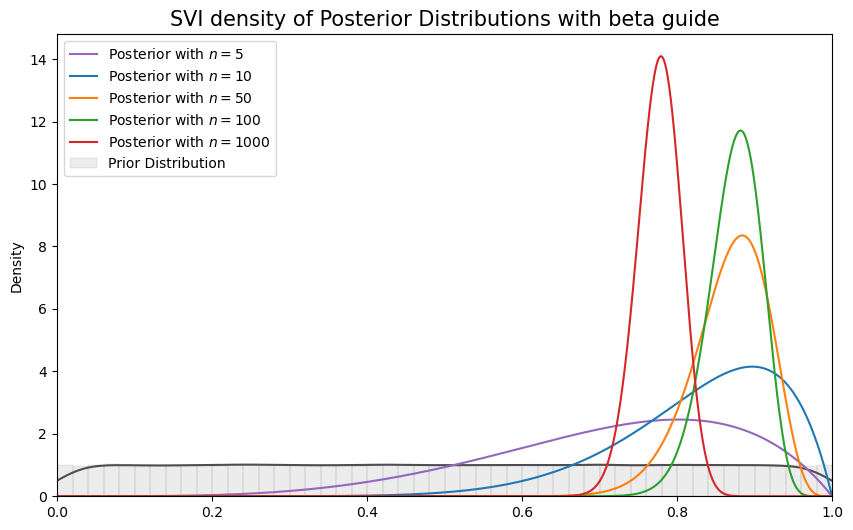 SVI density of Posterior Distributions with beta guide
Posterior with n = 5
Posterior with n = 10
Posterior with n = 50
Posterior with n = 100
Posterior with n = 1000
Prior Distribution
Density
14
12
10
8
6
4
2
0
0.0 0.2 0.4 0.6 0.8 1.0